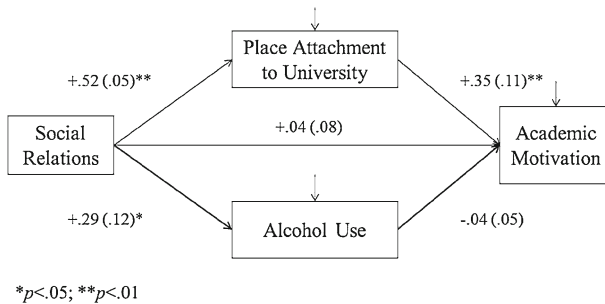 Place Attachment
to University
+.52 (.05)**
+.35 (.11)**
Social
Relations
+.04 (.08)
Academic
Motivation
+.29 (.12)*
Alcohol Use
-.04 (.05)
*p<.05; **p<.01